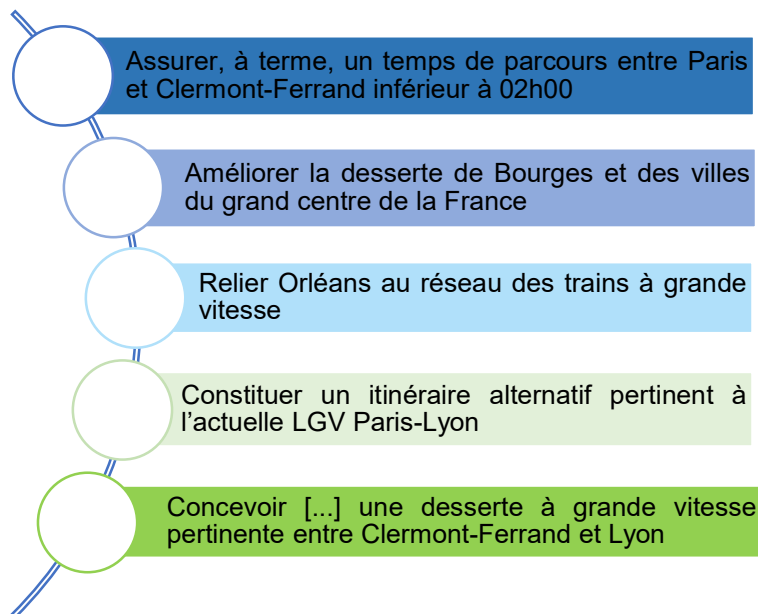 Assurer, à terme, un temps de parcours entre Paris
et Clermont-Ferrand inférieur à 02h00
Améliorer la desserte de Bourges et des villes
du grand centre de la France
Relier Orléans au réseau des trains à grande
vitesse
Constituer un itinéraire alternatif pertinent à
l’actuelle LGV Paris-Lyon
Concevoir [...] une desserte à grande vitesse
pertinente entre Clermont-Ferrand et Lyon